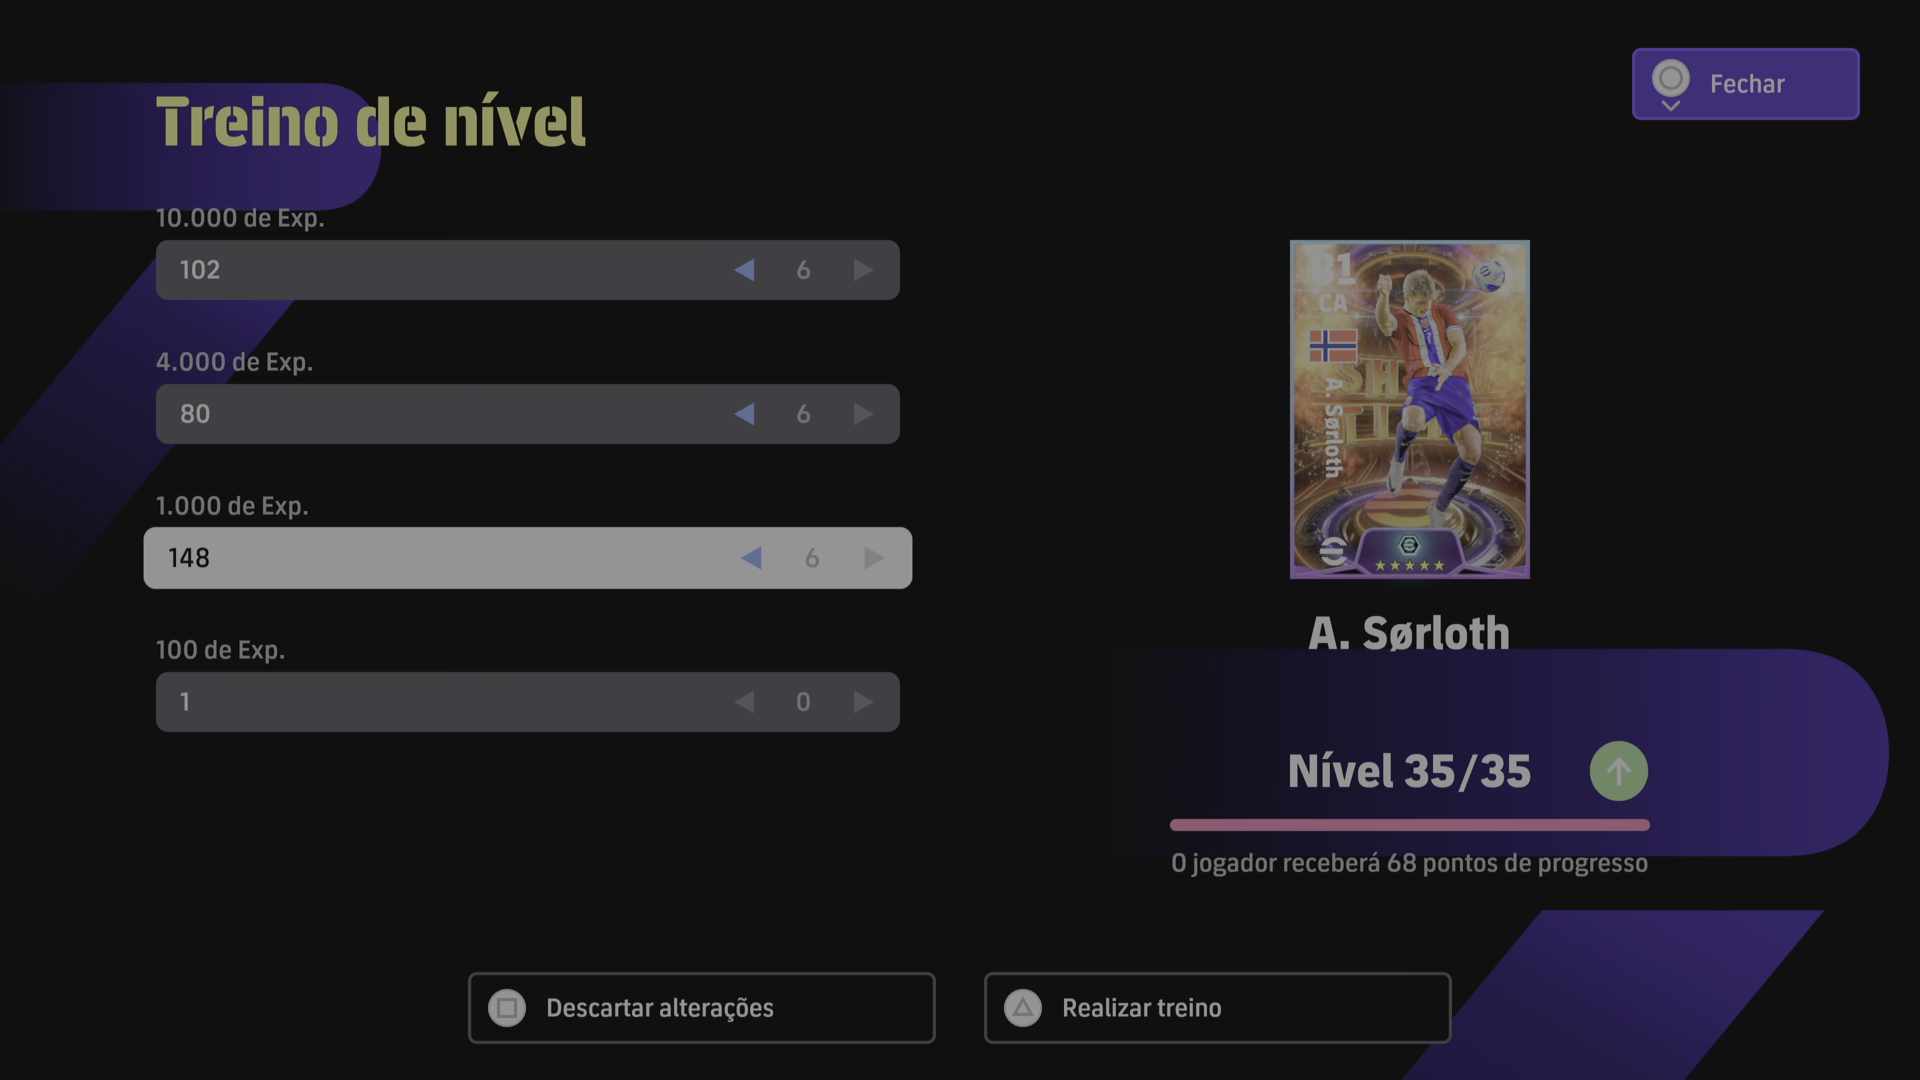 Treino de nível
Fechar
10.000 de Exp.
102 6
4.000 de Exp.
80 6
1.000 de Exp.
148 6
100 de Exp.
1 0
CA
A. Sørloth
A. Sørloth
Nível 35/35
O jogador receberá 68 pontos de progresso
Descartar alterações
Realizar treino